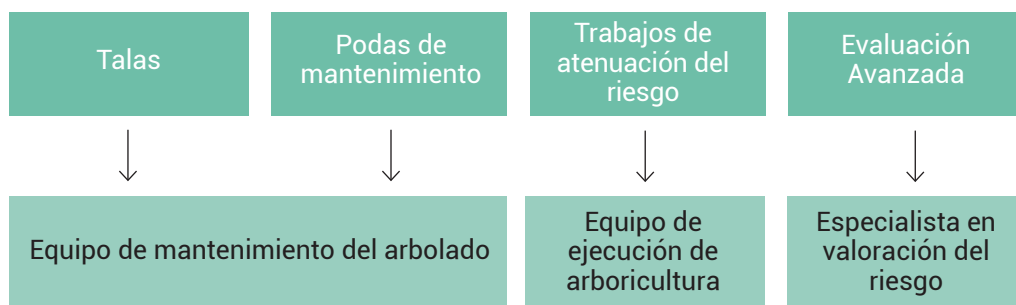 Talas
Podas de
mantenimiento
Trabajos de
atenuación del
riesgo
Evaluación
Avanzada
Equipo de mantenimiento del arbolado
Equipo de
ejecución de
arboricultura
Especialista en
valoración del
riesgo